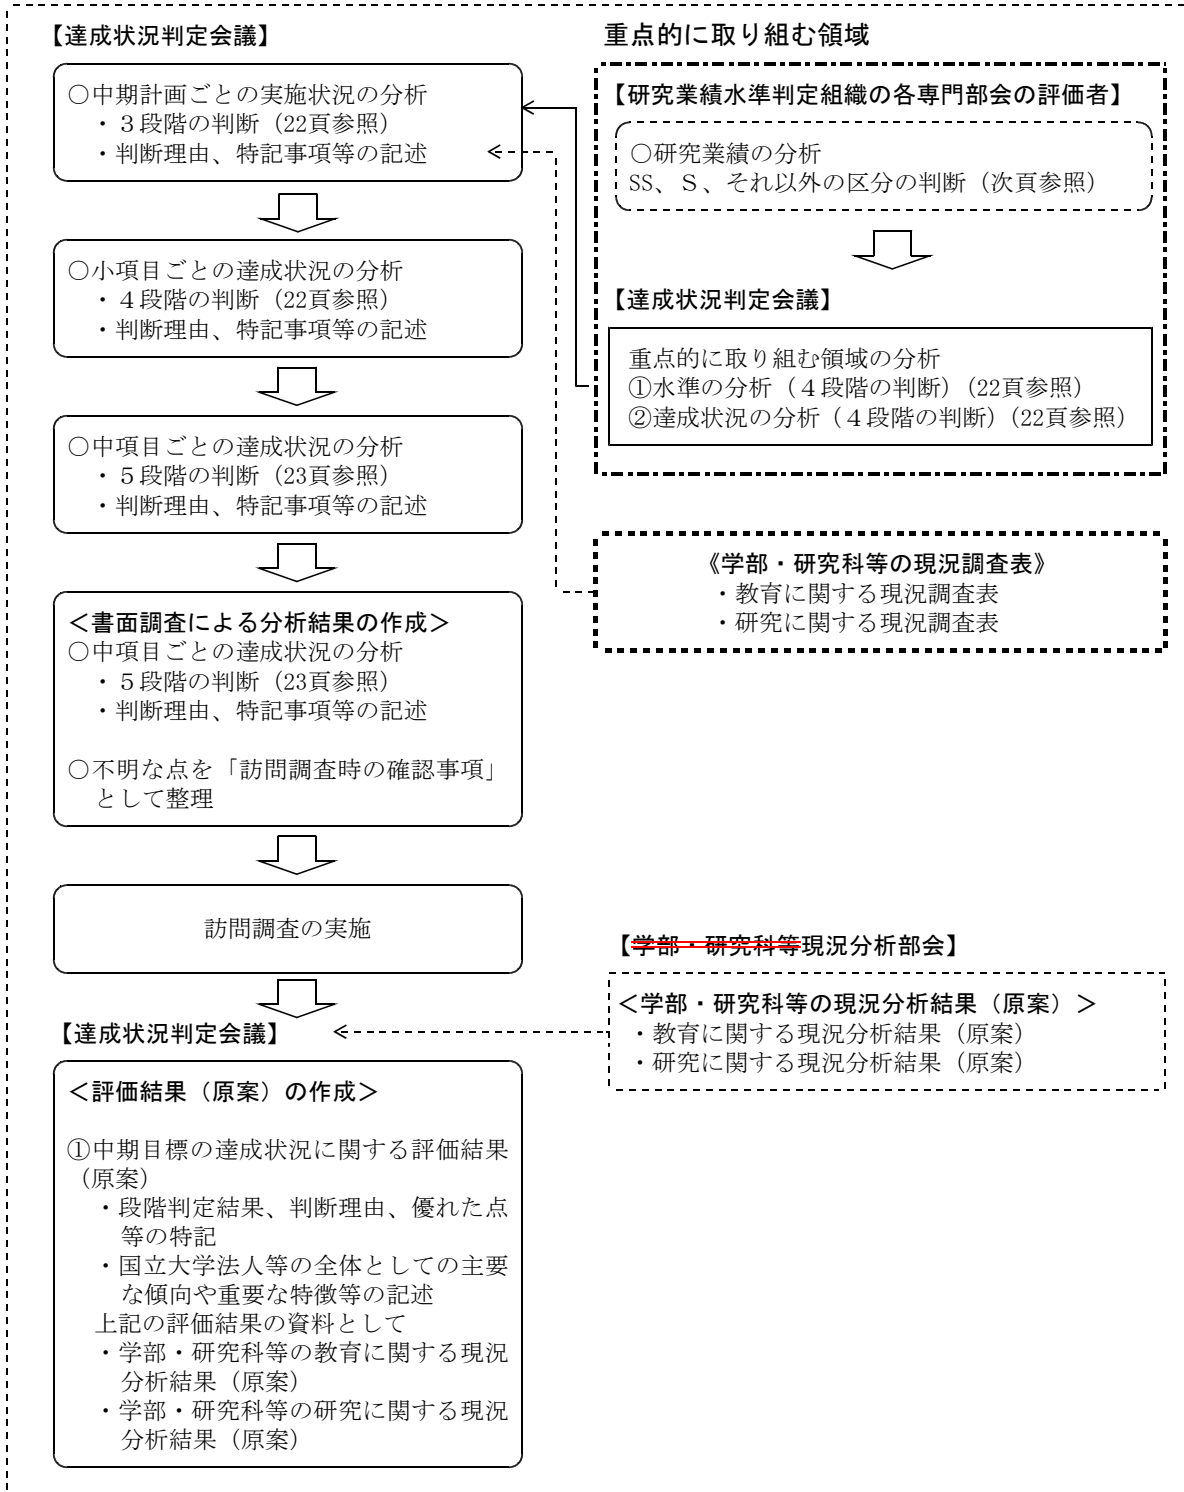 【達成状況判定会議】
○中期計画ごとの実施状況の分析
・３段階の判断（22頁参照）
・判断理由、特記事項等の記述
○小項目ごとの達成状況の分析
・４段階の判断（22頁参照）
・判断理由、特記事項等の記述
○中項目ごとの達成状況の分析
・５段階の判断（23頁参照）
・判断理由、特記事項等の記述
＜書面調査による分析結果の作成＞
○中項目ごとの達成状況の分析
・５段階の判断（23頁参照）
・判断理由、特記事項等の記述
○不明な点を「訪問調査時の確認事項」
として整理
訪問調査の実施
【達成状況判定会議】
＜評価結果（原案）の作成＞
①中期目標の達成状況に関する評価結果
（原案）
・段階判定結果、判断理由、優れた点
等の特記
・国立大学法人等の全体としての主要
な傾向や重要な特徴等の記述
上記の評価結果の資料として
・学部・研究科等の教育に関する現況
分析結果（原案）
・学部・研究科等の研究に関する現況
分析結果（原案）
重点的に取り組む領域
【研究業績水準判定組織の各専門部会の評価者】
○研究業績の分析
SS、Ｓ、それ以外の区分の判断（次頁参照）
【達成状況判定会議】
重点的に取り組む領域の分析
①水準の分析（４段階の判断）（22頁参照）
②達成状況の分析（４段階の判断）（22頁参照）
《学部・研究科等の現況調査表》
・教育に関する現況調査表
・研究に関する現況調査表
【学部・研究科等現況分析部会】
＜学部・研究科等の現況分析結果（原案）＞
・教育に関する現況分析結果（原案）
・研究に関する現況分析結果（原案）